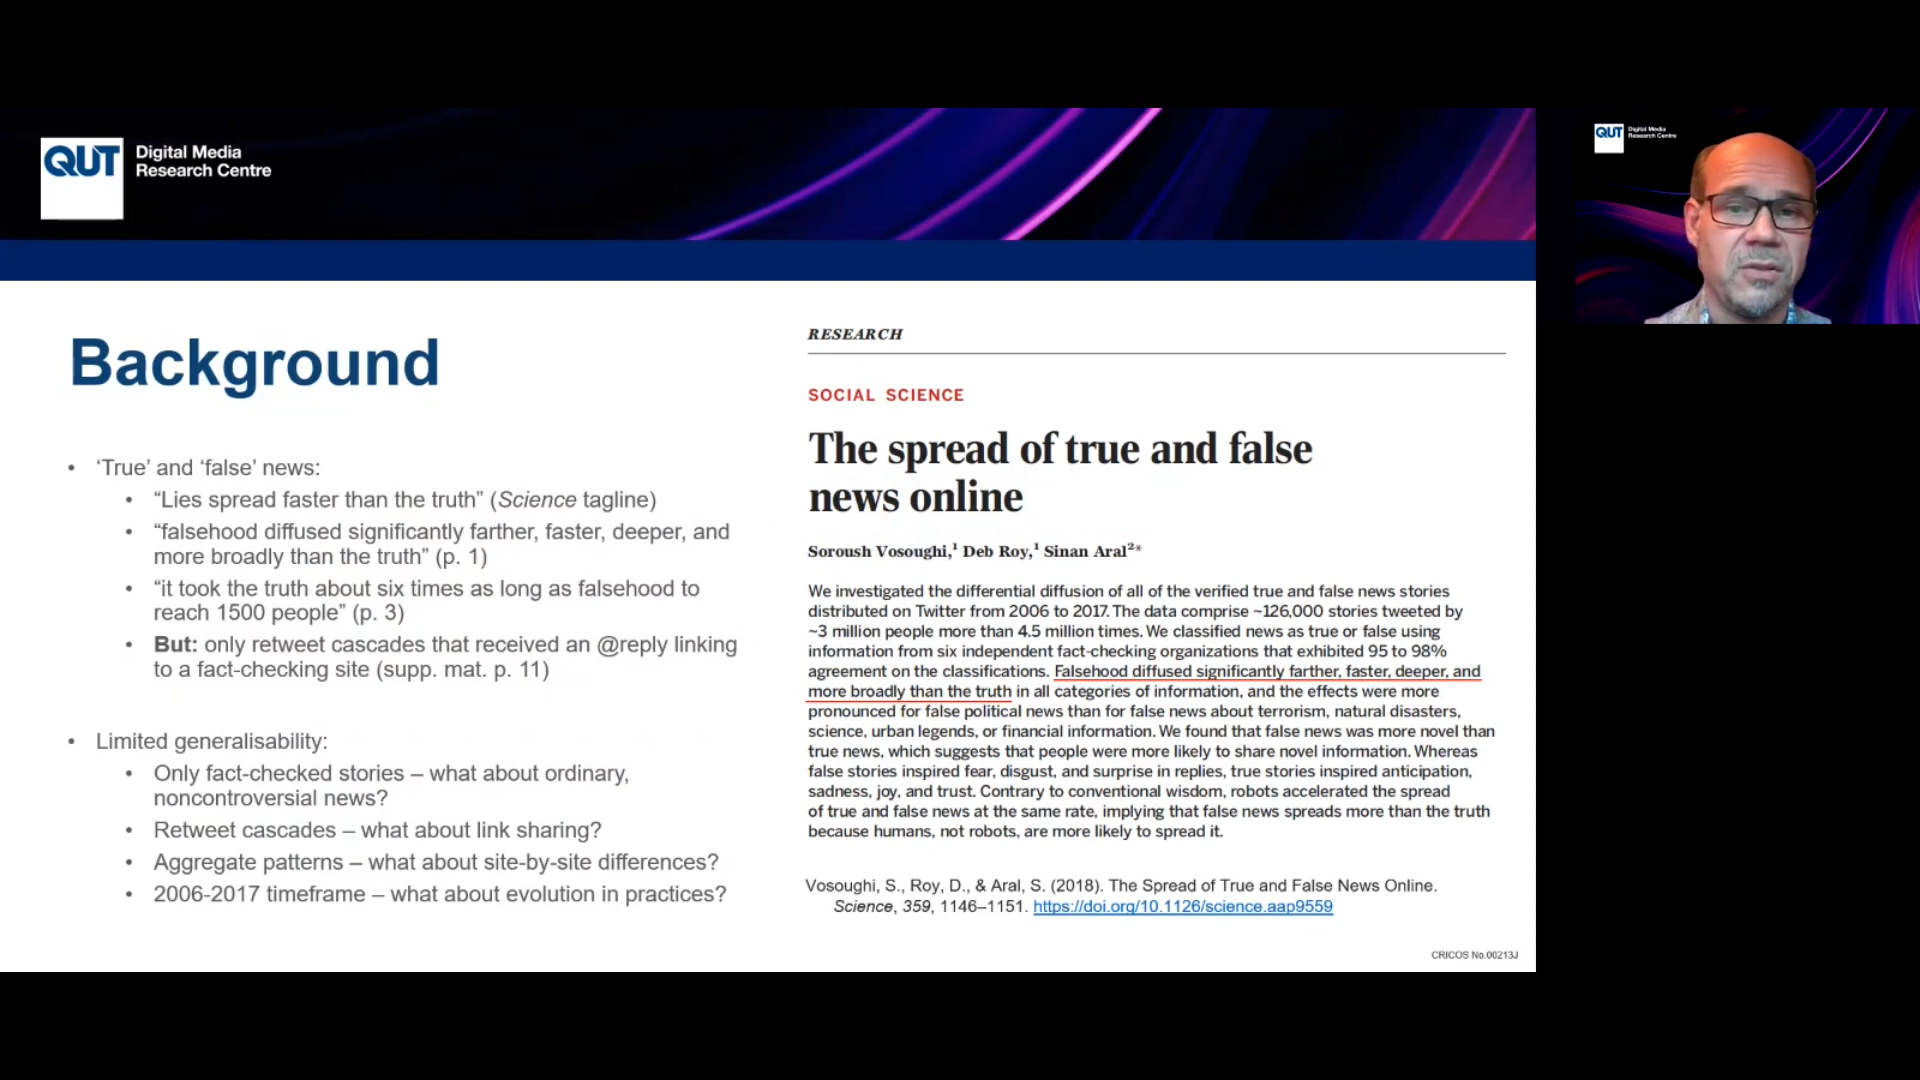 QUT
Digital Media
Research Centre
Background
• ‘True’ and ‘false’ news:
• “Lies spread faster than the truth” (Science tagline)
• “falsehood diffused significantly farther, faster, deeper, and
more broadly than the truth” (p. 1)
• “it took the truth about six times as long as falsehood to
reach 1500 people” (p. 3)
• But: only retweet cascades that received an @reply linking
to a fact-checking site (supp. mat. p. 11)
• Limited generalisability:
• Only fact-checked stories – what about ordinary,
noncontroversial news?
• Retweet cascades – what about link sharing?
• Aggregate patterns – what about site-by-site differences?
• 2006-2017 timeframe – what about evolution in practices?
RESEARCH
SOCIAL SCIENCE
The spread of true and false
news online
Soroush Vosoughi,¹ Deb Roy,¹ Sinan Aral²*
We investigated the differential diffusion of all of the verified true and false news stories
distributed on Twitter from 2006 to 2017. The data comprise ~126,000 stories tweeted by
~3 million people more than 4.5 million times. We classified news as true or false using
information from six independent fact-checking organizations that exhibited 95 to 98%
agreement on the classifications. Falsehood diffused significantly farther, faster, deeper, and
more broadly than the truth in all categories of information, and the effects were more
pronounced for false political news than for false news about terrorism, natural disasters,
science, urban legends, or financial information. We found that false news was more novel than
true news, which suggests that people were more likely to share novel information. Whereas
false stories inspired fear, disgust, and surprise in replies, true stories inspired anticipation,
sadness, joy, and trust. Contrary to conventional wisdom, robots accelerated the spread
of true and false news at the same rate, implying that false news spreads more than the truth
because humans, not robots, are more likely to spread it.
Vosoughi, S., Roy, D., & Aral, S. (2018). The Spread of True and False News Online.
Science, 359, 1146–1151. https://doi.org/10.1126/science.aap9559
CRICOS No.00213J
QUT
Digital Media
Research Centre